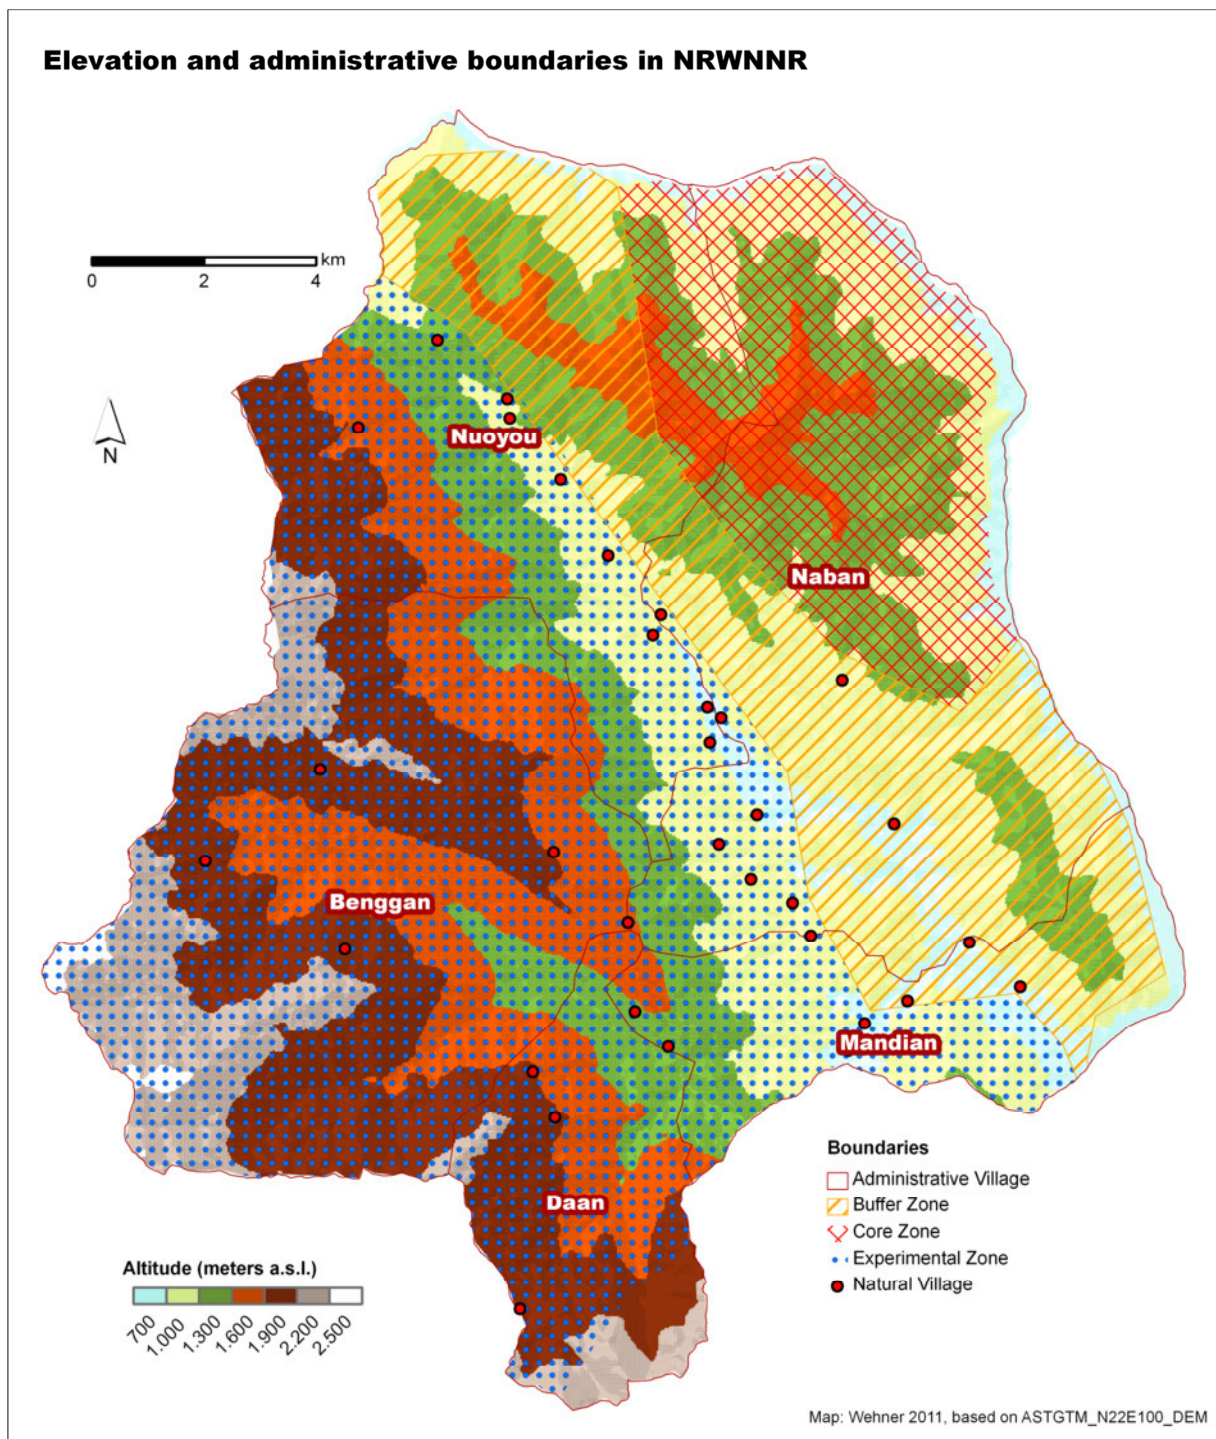 Elevation and administrative boundaries in NRWNNR
km
0 2 4
N
Nuoyou
Naban
Benggan
Mandian
Daan
Boundaries
Administrative Village
Buffer Zone
Core Zone
Experimental Zone
Natural Village
Altitude (meters a.s.l.)
700 1.000 1.300 1.600 1.900 2.200 2.500
Map: Wehner 2011, based on ASTGTM_N22E100_DEM